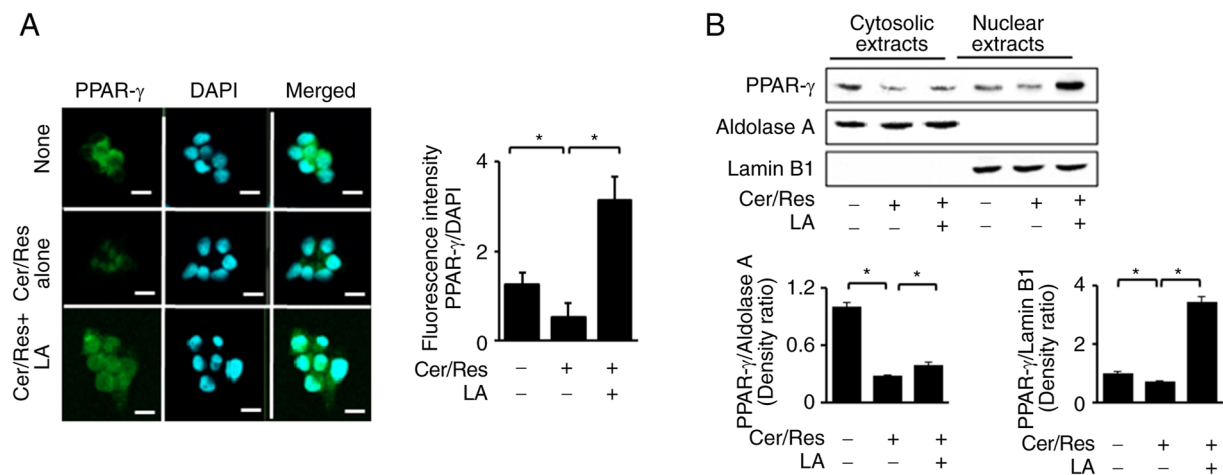 A
PPAR-γ DAPI Merged
None
Cer/Res alone
Cer/Res+ LA
Fluorescence intensity
PPAR-γ/DAPI
4
2
0
* *
Cer/Res – + +
LA – – +
B
Cytosolic extracts
Nuclear extracts
PPAR-γ
Aldolase A
Lamin B1
Cer/Res – + + – + +
LA – – + – – +
PPAR-γ/Aldolase A
(Density ratio)
1.2
0.6
0
* *
Cer/Res – + +
LA – – +
PPAR-γ/Lamin B1
(Density ratio)
4
2
0
* *
Cer/Res – + +
LA – – +